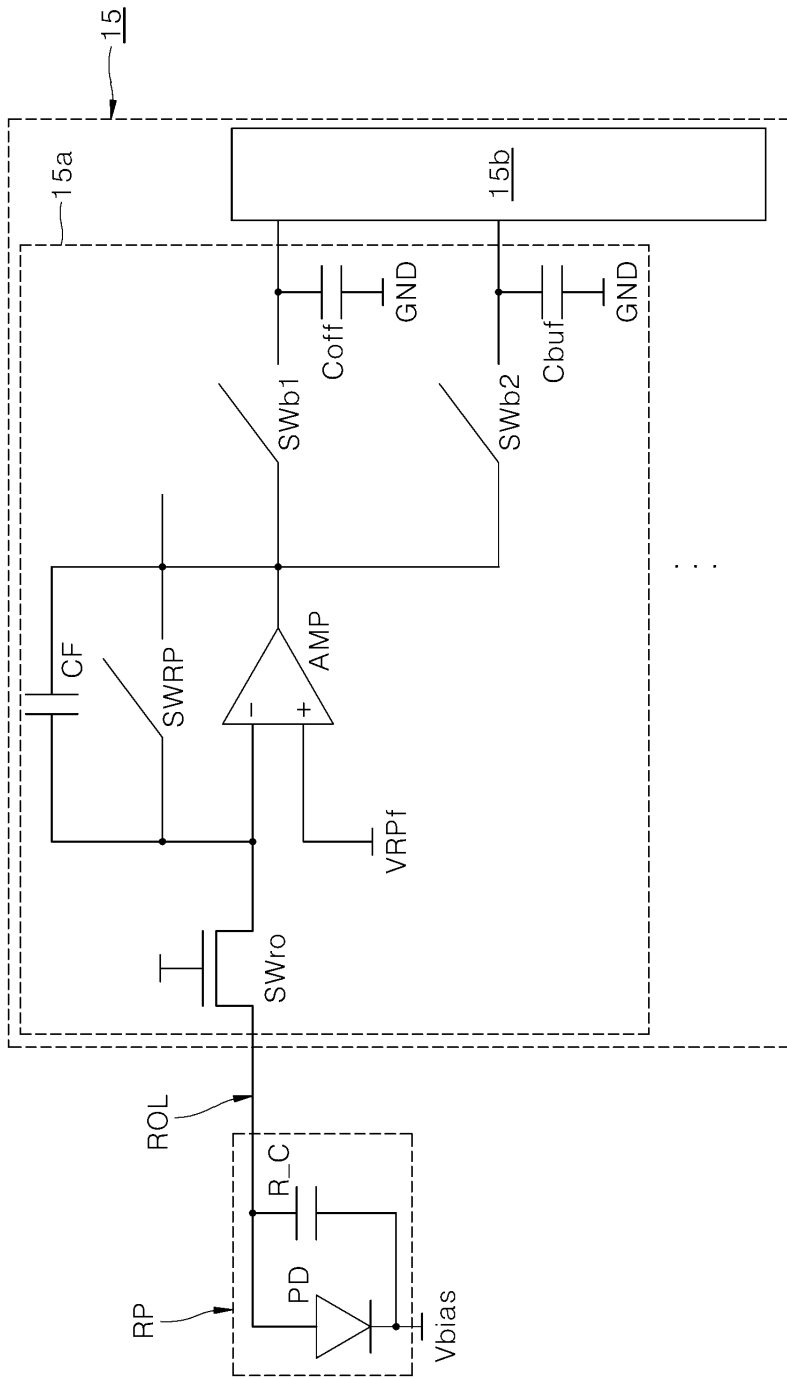 15
15a
15b
CF
SWRP
AMP
-
+
VRPf
SWro
SWb1
Coff
GND
SWb2
Cbuf
GND
. . .
ROL
RP
PD
R_C
Vbias